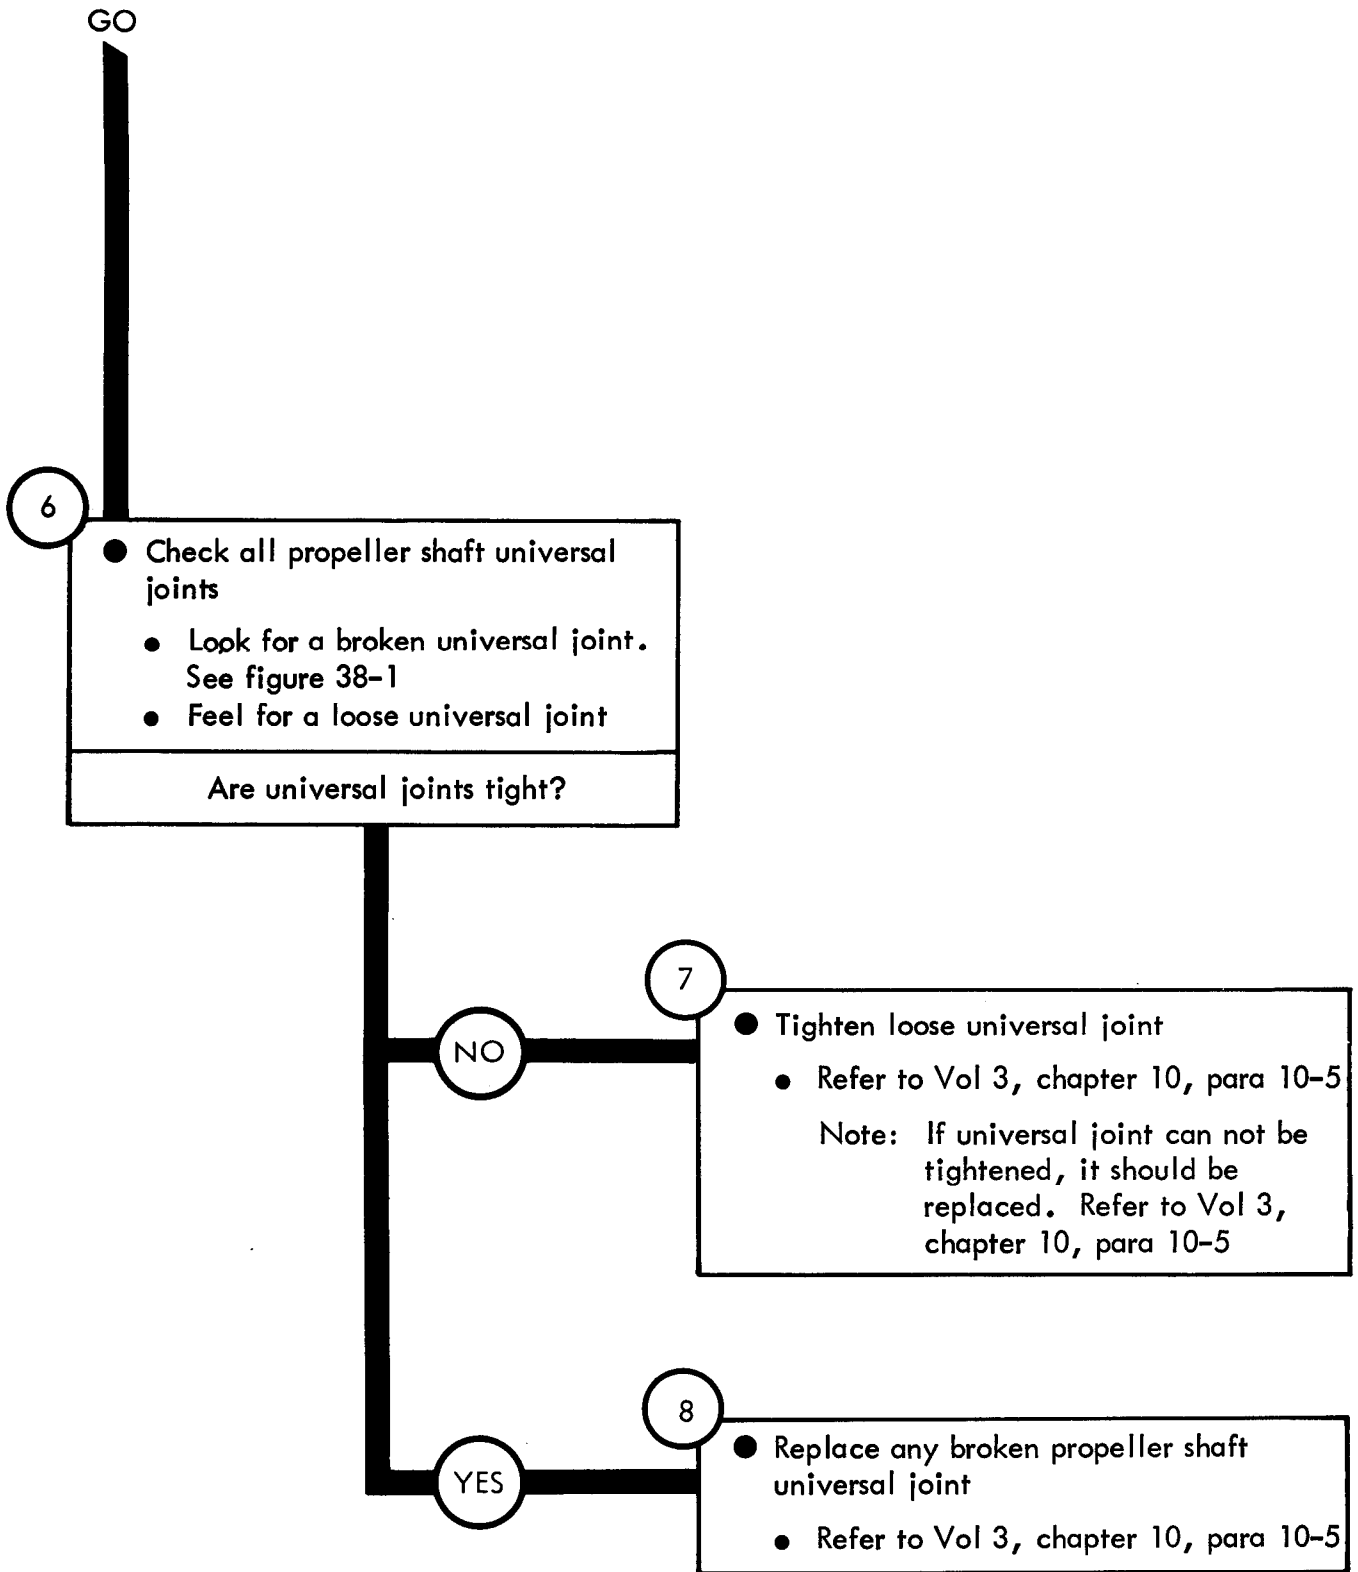 GO
6
● Check all propeller shaft universal
joints
● Look for a broken universal joint.
See figure 38-1
● Feel for a loose universal joint
Are universal joints tight?
7
NO
● Tighten loose universal joint
● Refer to Vol 3, chapter 10, para 10-5
Note: If universal joint can not be
tightened, it should be
replaced. Refer to Vol 3,
chapter 10, para 10-5
8
YES
● Replace any broken propeller shaft
universal joint
● Refer to Vol 3, chapter 10, para 10-5